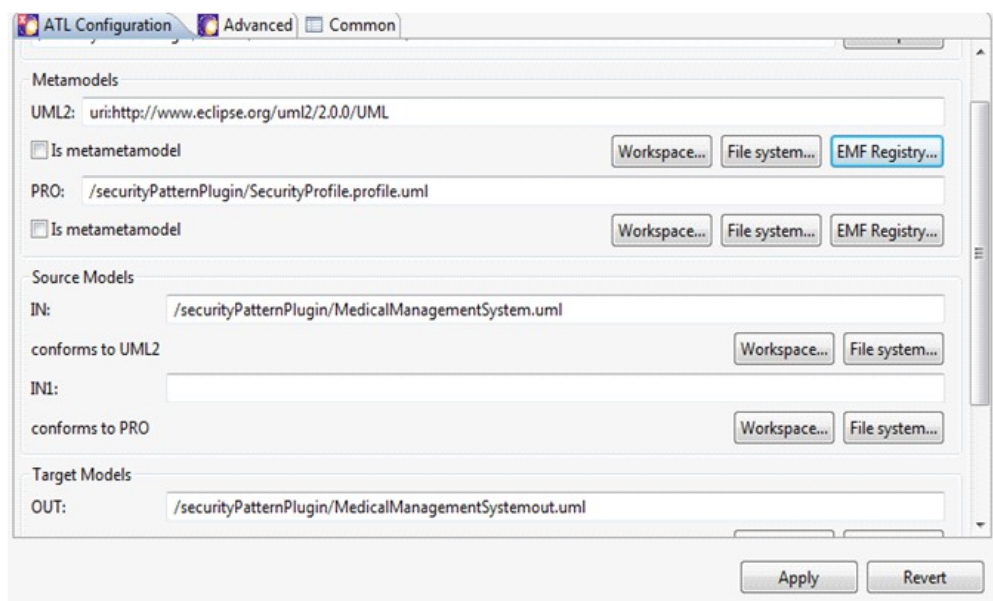 ATL Configuration Advanced Common
Metamodels
UML2: uri:http://www.eclipse.org/uml2/2.0.0/UML
Is metametamodel Workspace... File system... EMF Registry...
PRO: /securityPatternPlugin/SecurityProfile.profile.uml
Is metametamodel Workspace... File system... EMF Registry...
Source Models
IN: /securityPatternPlugin/MedicalManagementSystem.uml
conforms to UML2 Workspace... File system...
IN1:
conforms to PRO Workspace... File system...
Target Models
OUT: /securityPatternPlugin/MedicalManagementSystemout.uml
Apply Revert